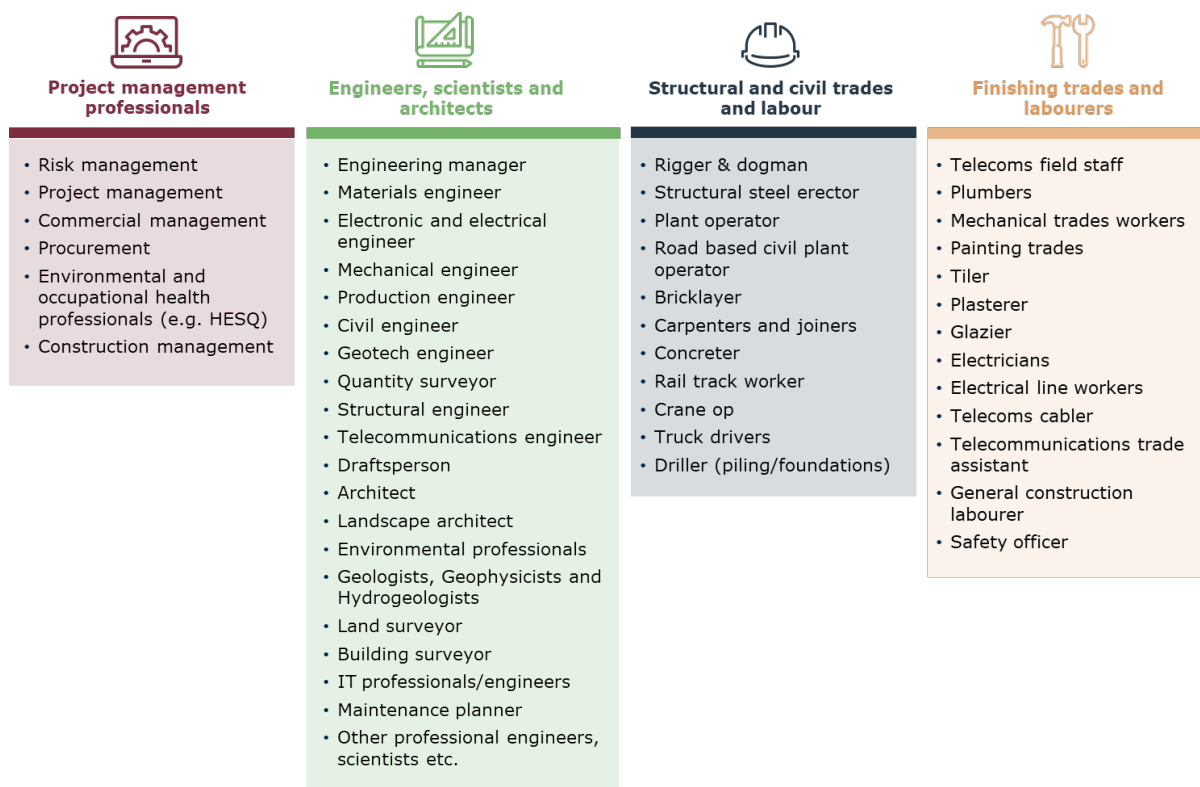 Project management
professionals
• Risk management
• Project management
• Commercial management
• Procurement
• Environmental and
occupational health
professionals (e.g. HESQ)
• Construction management
Engineers, scientists and
architects
• Engineering manager
• Materials engineer
• Electronic and electrical
engineer
• Mechanical engineer
• Production engineer
• Civil engineer
• Geotech engineer
• Quantity surveyor
• Structural engineer
• Telecommunications engineer
• Draftsperson
• Architect
• Landscape architect
• Environmental professionals
• Geologists, Geophysicists and
Hydrogeologists
• Land surveyor
• Building surveyor
• IT professionals/engineers
• Maintenance planner
• Other professional engineers,
scientists etc.
Structural and civil trades
and labour
• Rigger & dogman
• Structural steel erector
• Plant operator
• Road based civil plant
operator
• Bricklayer
• Carpenters and joiners
• Concreter
• Rail track worker
• Crane op
• Truck drivers
• Driller (piling/foundations)
Finishing trades and
labourers
• Telecoms field staff
• Plumbers
• Mechanical trades workers
• Painting trades
• Tiler
• Plasterer
• Glazier
• Electricians
• Electrical line workers
• Telecoms cabler
• Telecommunications trade
assistant
• General construction
labourer
• Safety officer